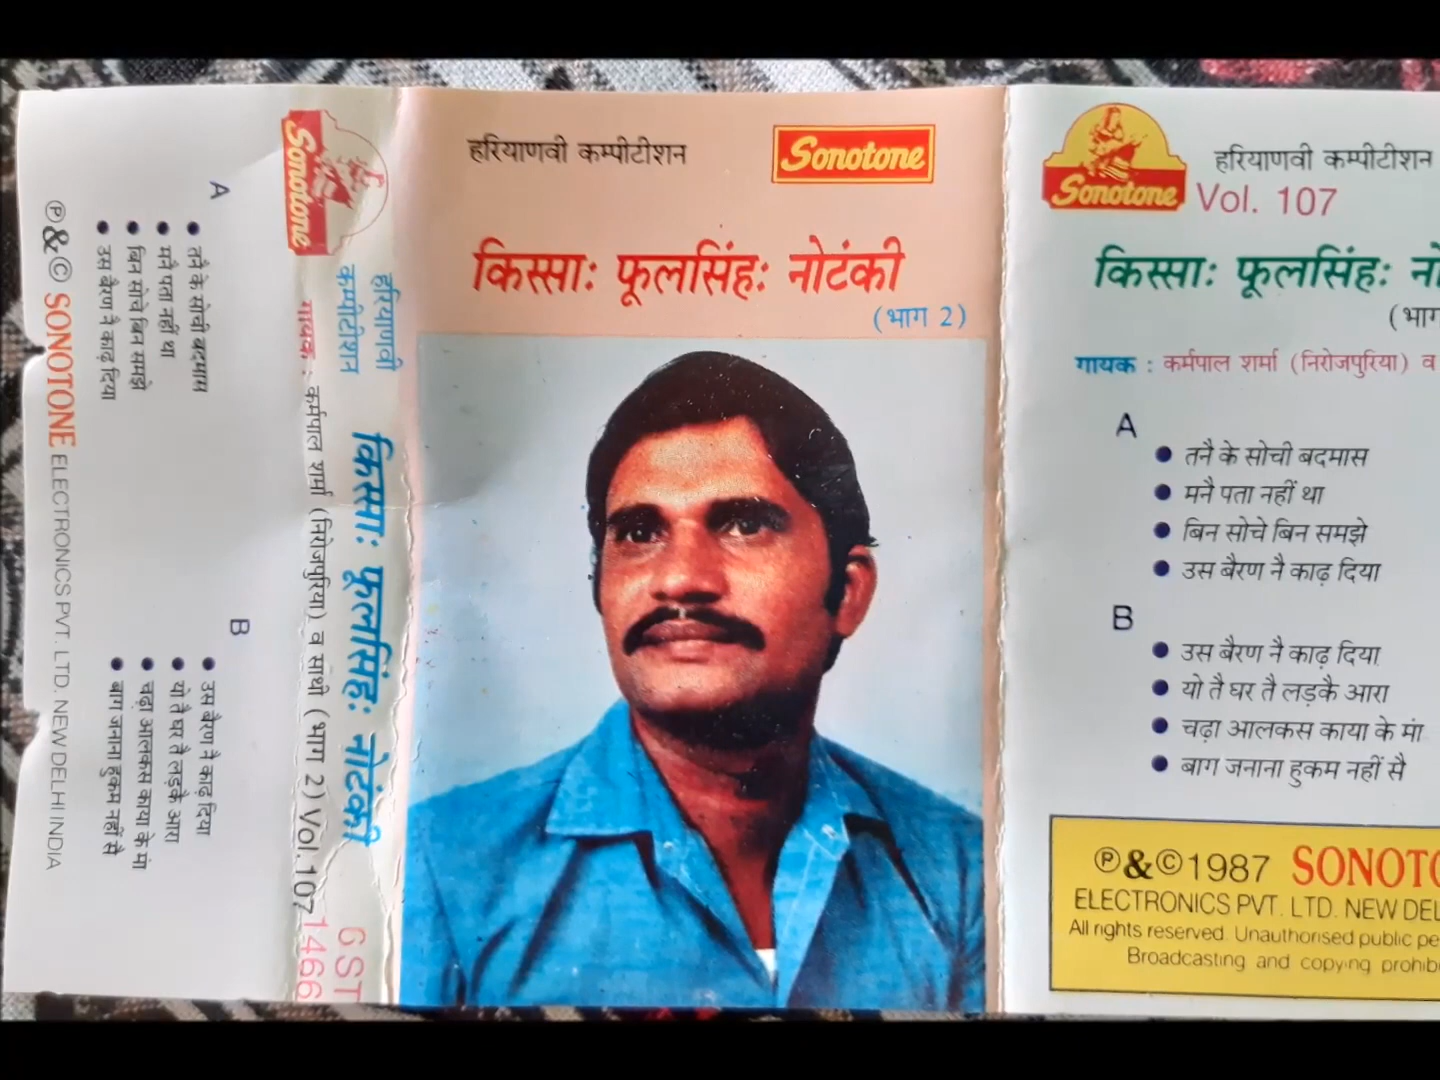 A
तनै के सोची बदमास
मनै पता नहीं था
बिन सोचे बिन समझे
उस बैरण नै काढ़ दिया
B
उस बैरण नै काढ़ दिया
यो तै घर तै लड़कै आरा
चढ़ा आलकस काया के मां
बाग जनाना हुकम नहीं सै
Ⓟ&© SONOTONE ELECTRONICS PVT. LTD. NEW DELHI INDIA
Sonotone
हरियाणवी
कम्पीटीशन
किस्साः फूलसिंहः नोटंकी
गायक : कर्मपाल शर्मा (निरोजपुरिया) व साथी (भाग 2) Vol. 107
GST
1466
हरियाणवी कम्पीटीशन
Sonotone
किस्साः फूलसिंहः नोटंकी
(भाग 2)
Sonotone
हरियाणवी कम्पीटीशन
Vol. 107
किस्साः फूलसिंहः नो
(भाग
गायक : कर्मपाल शर्मा (निरोजपुरिया) व
A
तनै के सोची बदमास
मनै पता नहीं था
बिन सोचे बिन समझे
उस बैरण नै काढ़ दिया
B
उस बैरण नै काढ़ दिया
यो तै घर तै लड़कै आरा
चढ़ा आलकस काया के मां
बाग जनाना हुकम नहीं सै
Ⓟ&©1987 SONOTO
ELECTRONICS PVT. LTD. NEW DEL
All rights reserved. Unauthorised public pe
Broadcasting and copying prohib